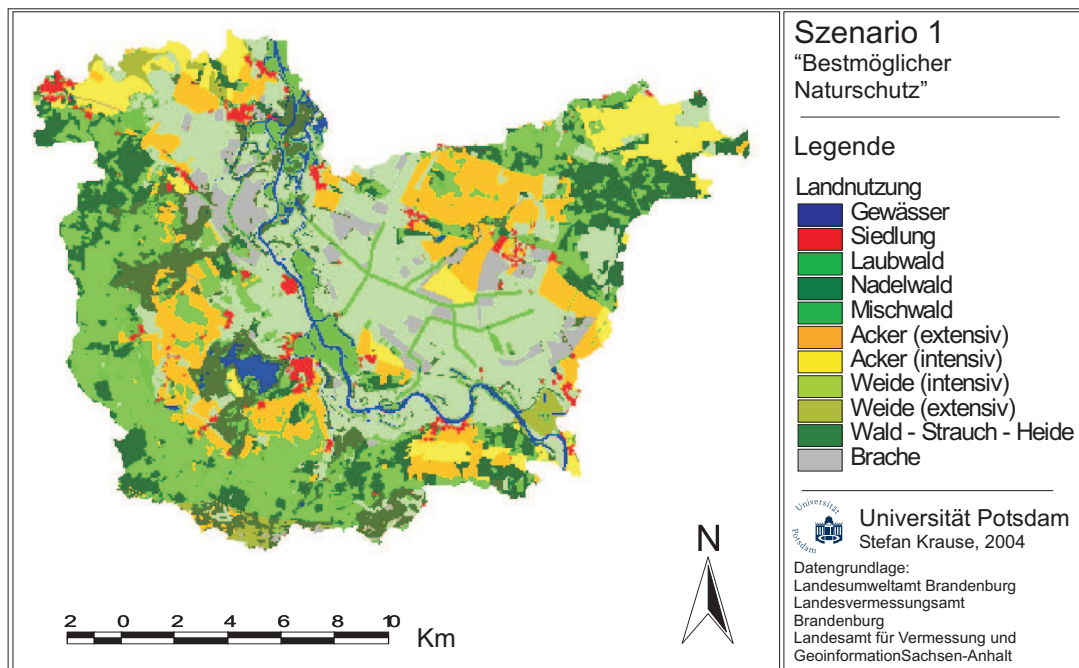 Szenario 1
“Bestmöglicher
Naturschutz”
Legende
Landnutzung
Gewässer
Siedlung
Laubwald
Nadelwald
Mischwald
Acker (extensiv)
Acker (intensiv)
Weide (intensiv)
Weide (extensiv)
Wald - Strauch - Heide
Brache
Universität
Potsdam
Universität Potsdam
Stefan Krause, 2004
Datengrundlage:
Landesumweltamt Brandenburg
Landesvermessungsamt
Brandenburg
Landesamt für Vermessung und
GeoinformationSachsen-Anhalt
N
2 0 2 4 6 8 10
Km